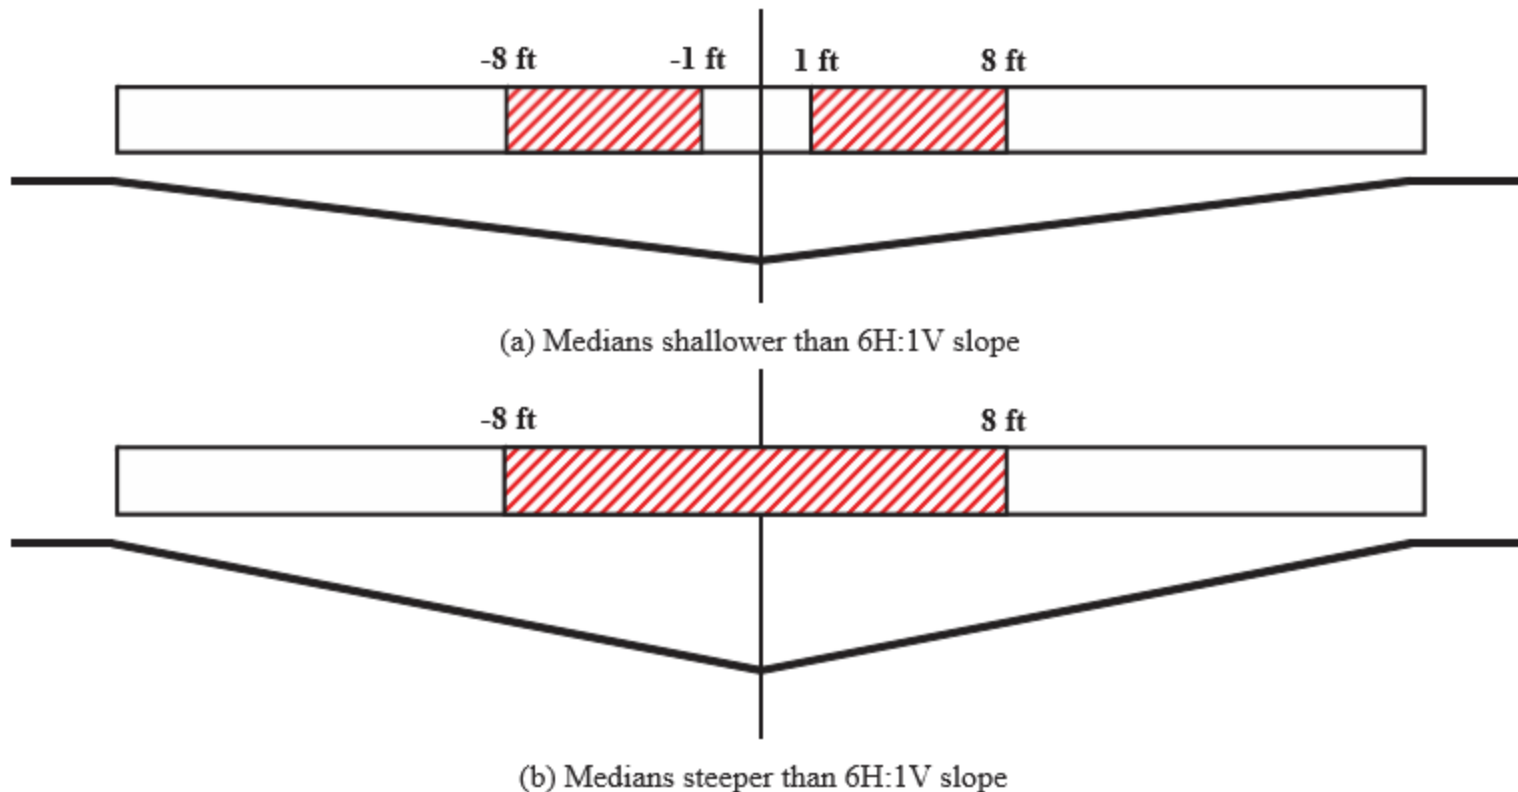 -8 ft -1 ft 1 ft 8 ft
(a) Medians shallower than 6H:1V slope
-8 ft 8 ft
(b) Medians steeper than 6H:1V slope